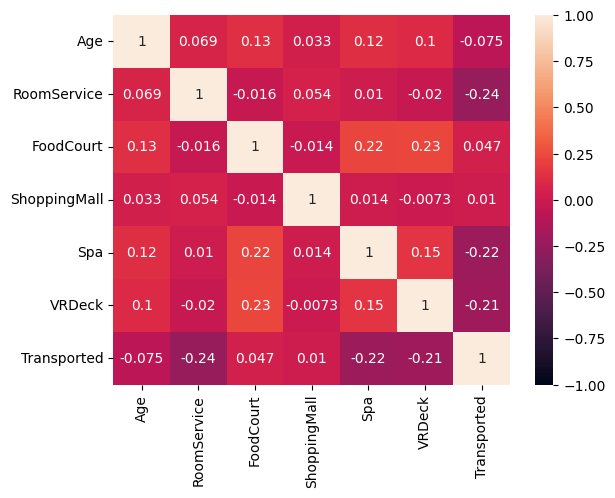 Age 1 0.069 0.13 0.033 0.12 0.1 -0.075
RoomService 0.069 1 -0.016 0.054 0.01 -0.02 -0.24
FoodCourt 0.13 -0.016 1 -0.014 0.22 0.23 0.047
ShoppingMall 0.033 0.054 -0.014 1 0.014 -0.0073 0.01
Spa 0.12 0.01 0.22 0.014 1 0.15 -0.22
VRDeck 0.1 -0.02 0.23 -0.0073 0.15 1 -0.21
Transported -0.075 -0.24 0.047 0.01 -0.22 -0.21 1
Age RoomService FoodCourt ShoppingMall Spa VRDeck Transported
1.00
0.75
0.50
0.25
0.00
−0.25
−0.50
−0.75
−1.00